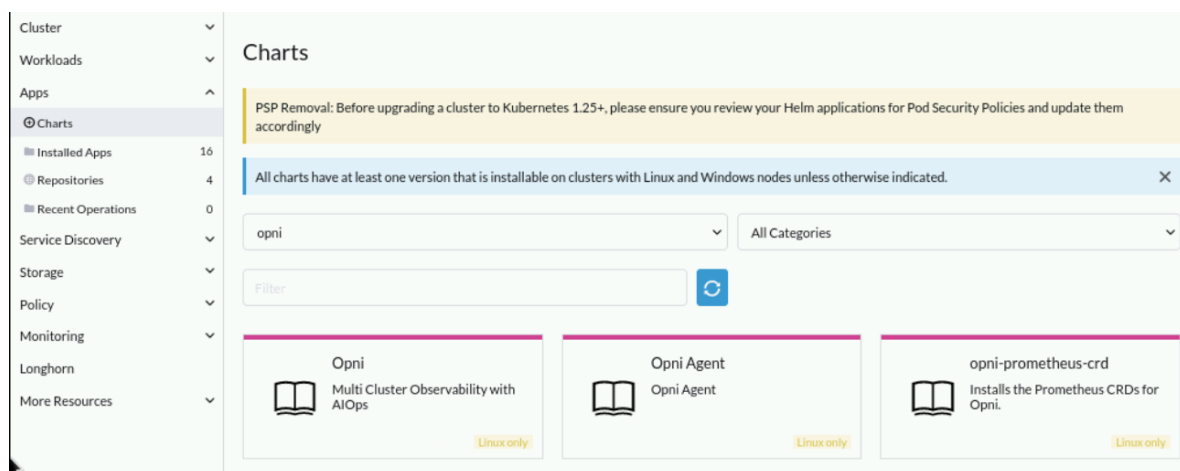 Cluster
Workloads
Apps
Charts
Installed Apps 16
Repositories 4
Recent Operations 0
Service Discovery
Storage
Policy
Monitoring
Longhorn
More Resources
Charts
PSP Removal: Before upgrading a cluster to Kubernetes 1.25+, please ensure you review your Helm applications for Pod Security Policies and update them
accordingly
All charts have at least one version that is installable on clusters with Linux and Windows nodes unless otherwise indicated.
opni
All Categories
Filter
Opni
Multi Cluster Observability with
AIOps
Linux only
Opni Agent
Opni Agent
Linux only
opni-prometheus-crd
Installs the Prometheus CRDs for
Opni.
Linux only